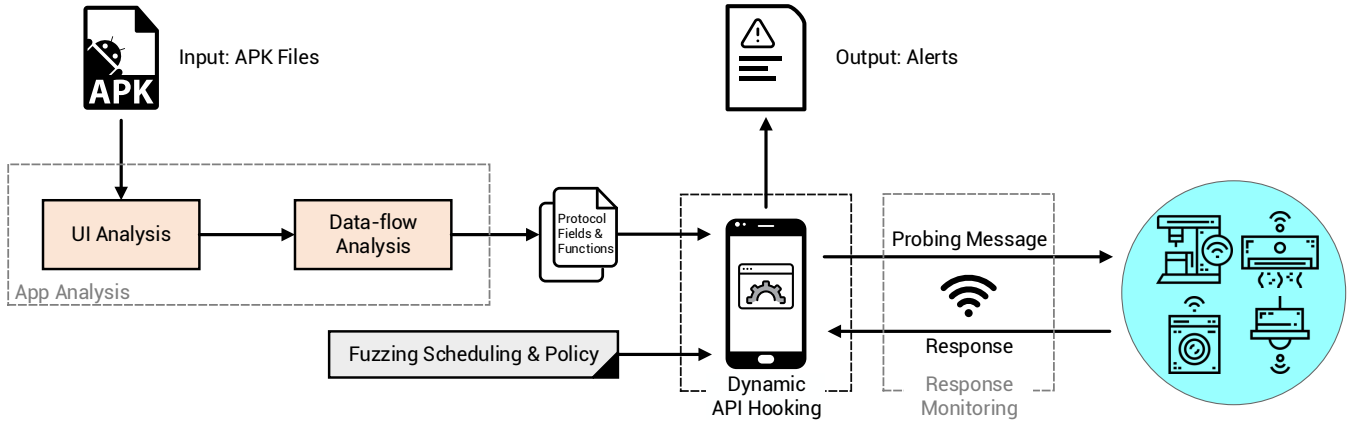 APK
Input: APK Files
Output: Alerts
UI Analysis
Data-flow
Analysis
App Analysis
Protocol
Fields &
Functions
Fuzzing Scheduling & Policy
Dynamic
API Hooking
Probing Message
Response
Response
Monitoring